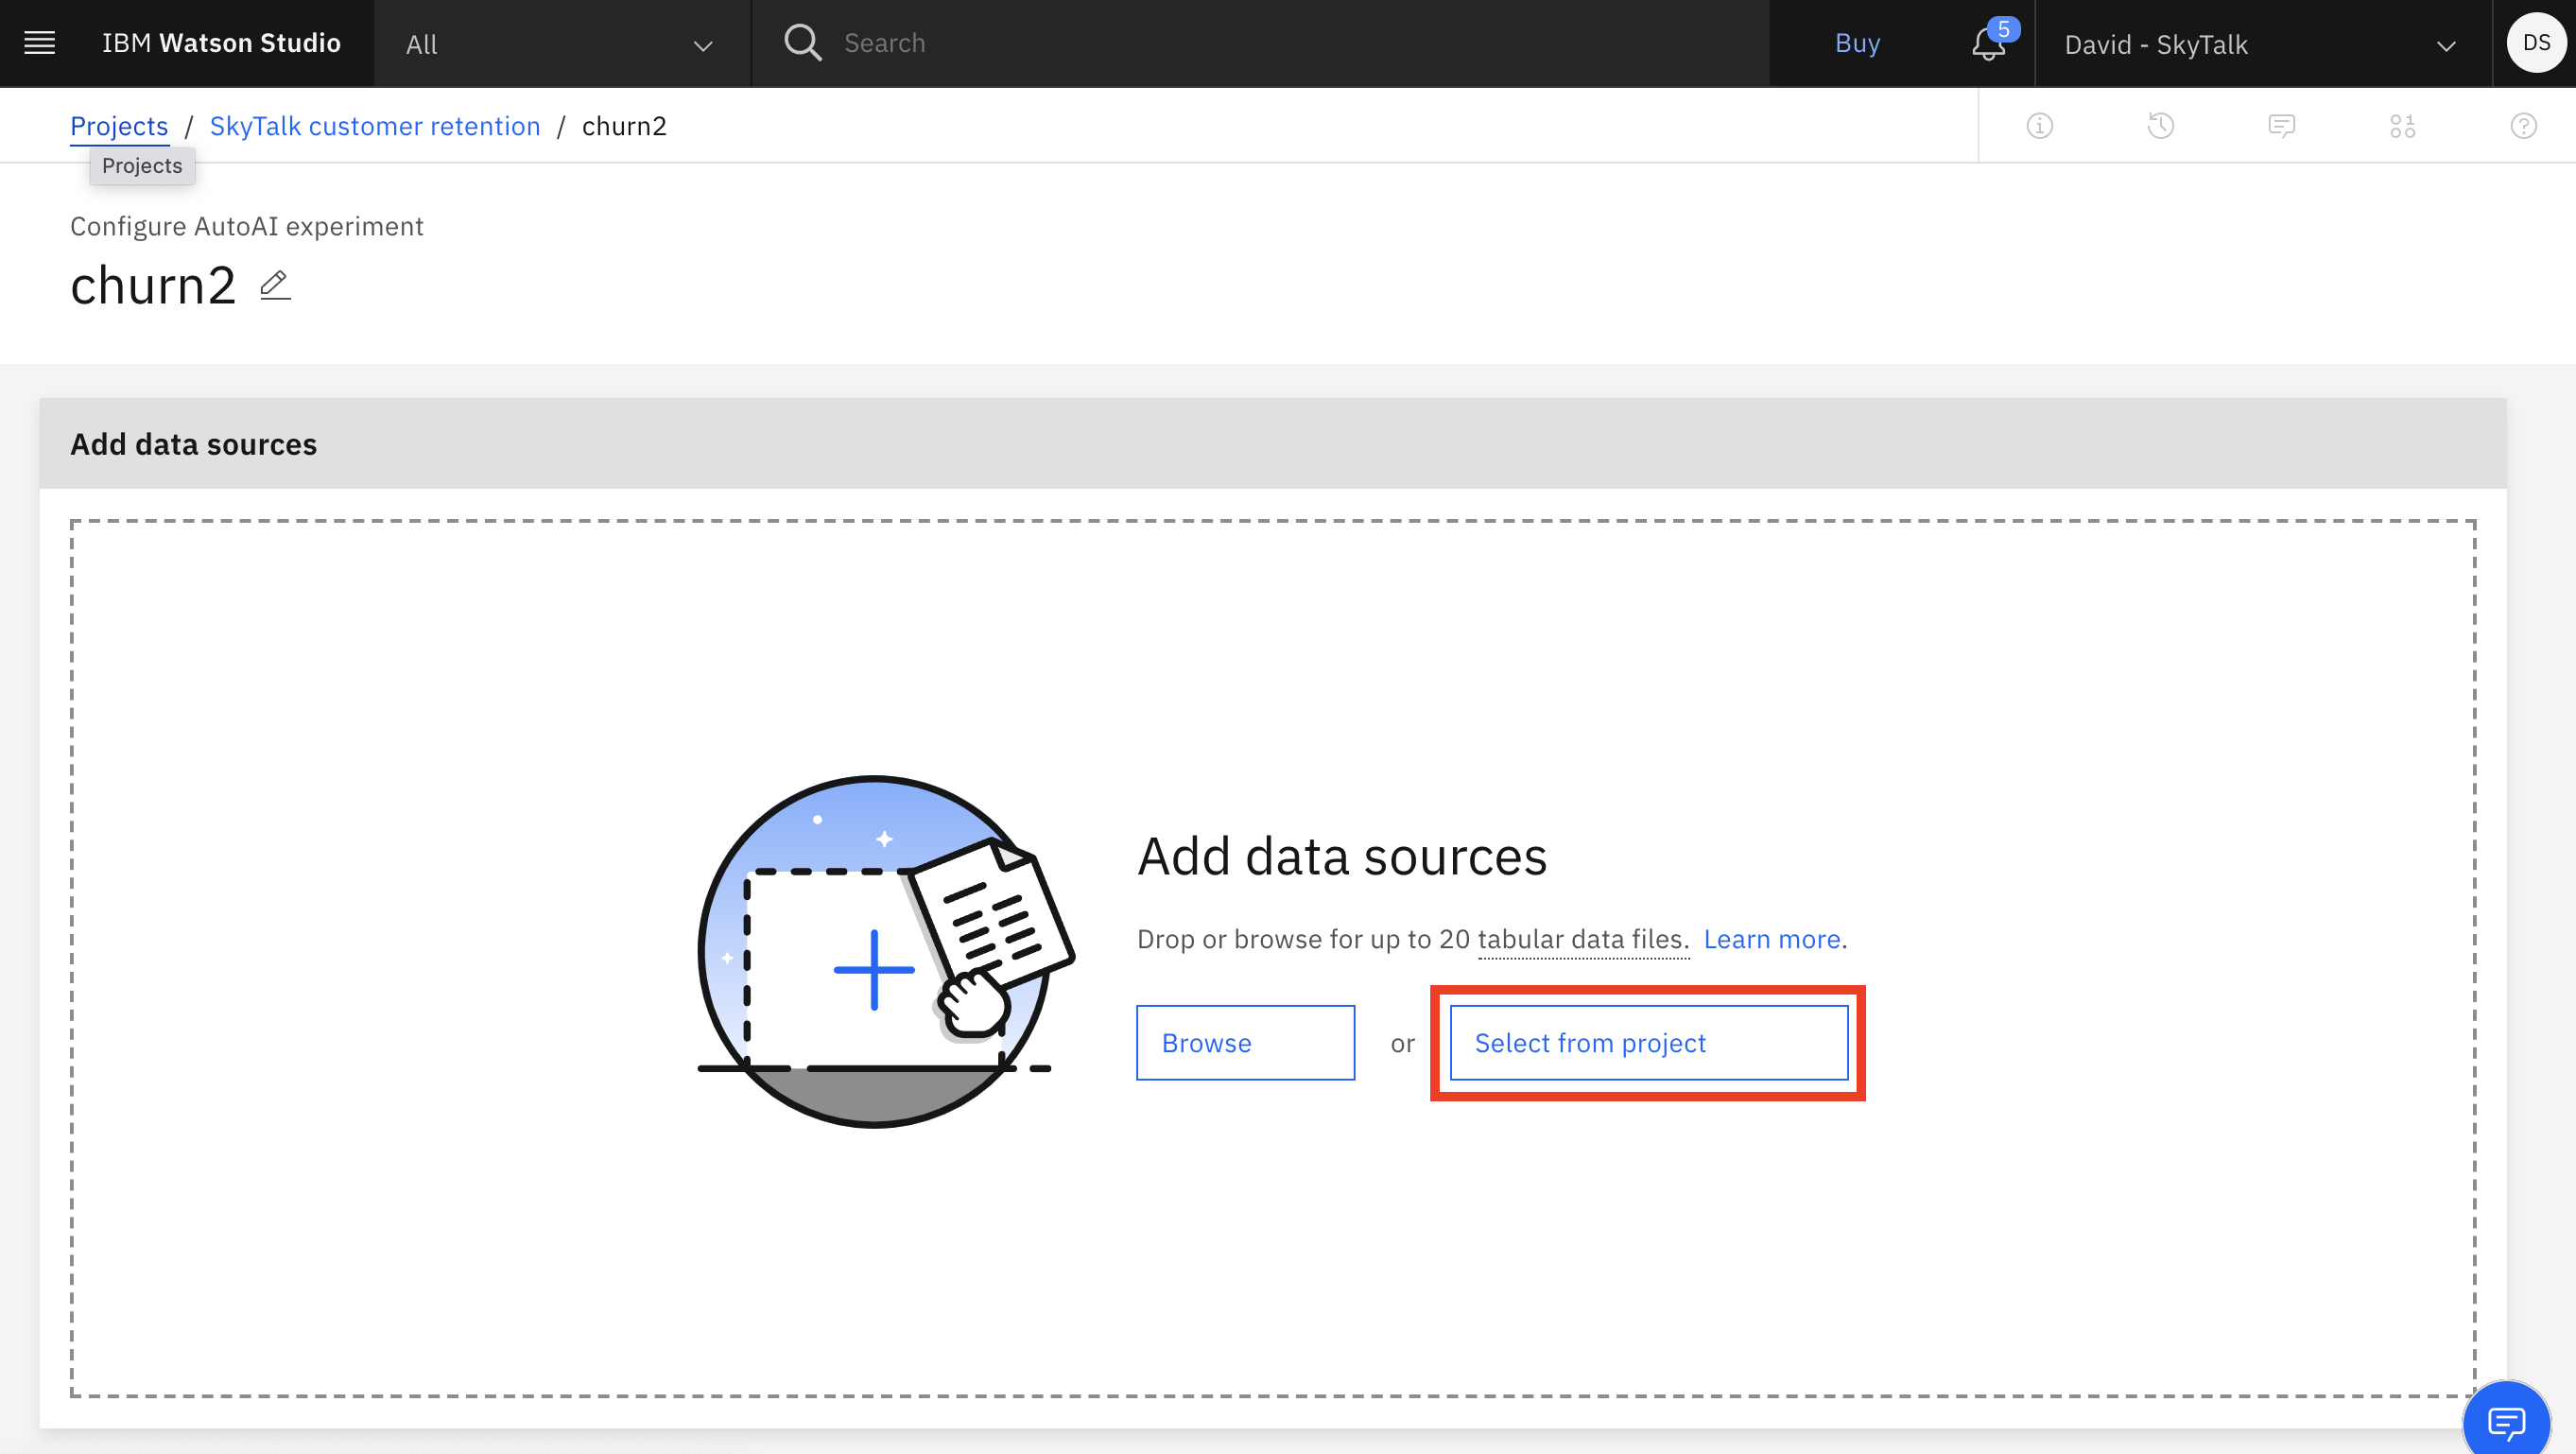 IBM Watson Studio All Search Buy 5 David - SkyTalk DS
Projects / SkyTalk customer retention / churn2
Projects
Configure AutoAI experiment
churn2
Add data sources
Add data sources
Drop or browse for up to 20 tabular data files. Learn more.
Browse or Select from project